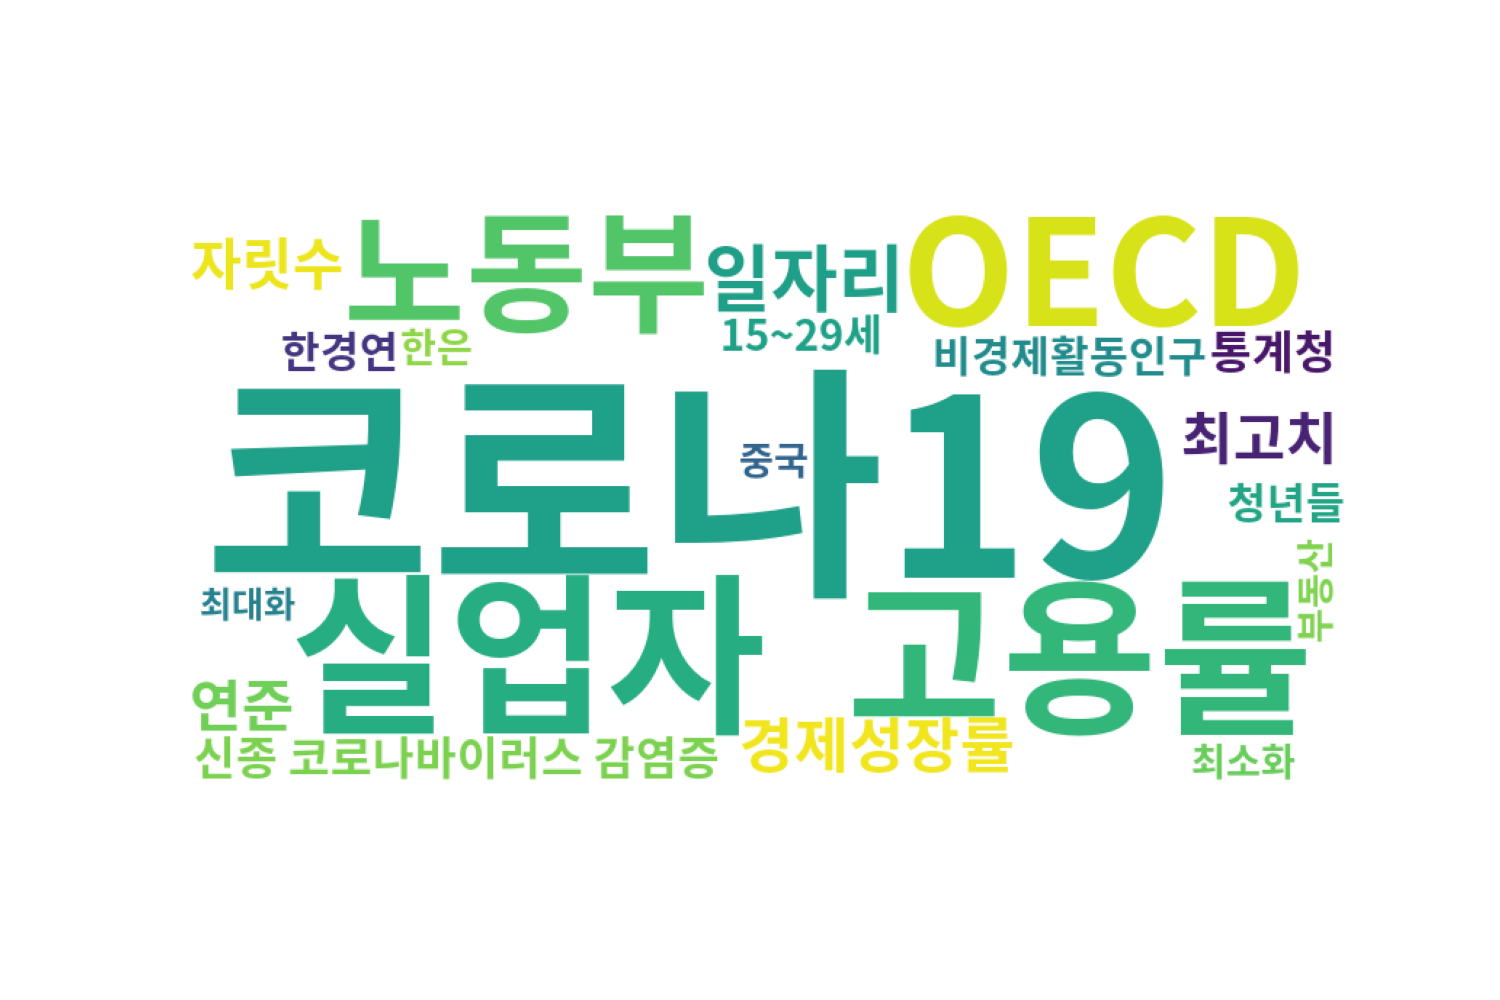 자릿수 노동부 일자리 OECD
한경연 한은 15~29세 비경제활동인구 통계청
코로나19
중국
최고치
청년들
부동산
최대화
실업자 고용률
연준
신종 코로나바이러스 감염증 경제성장률 최소화